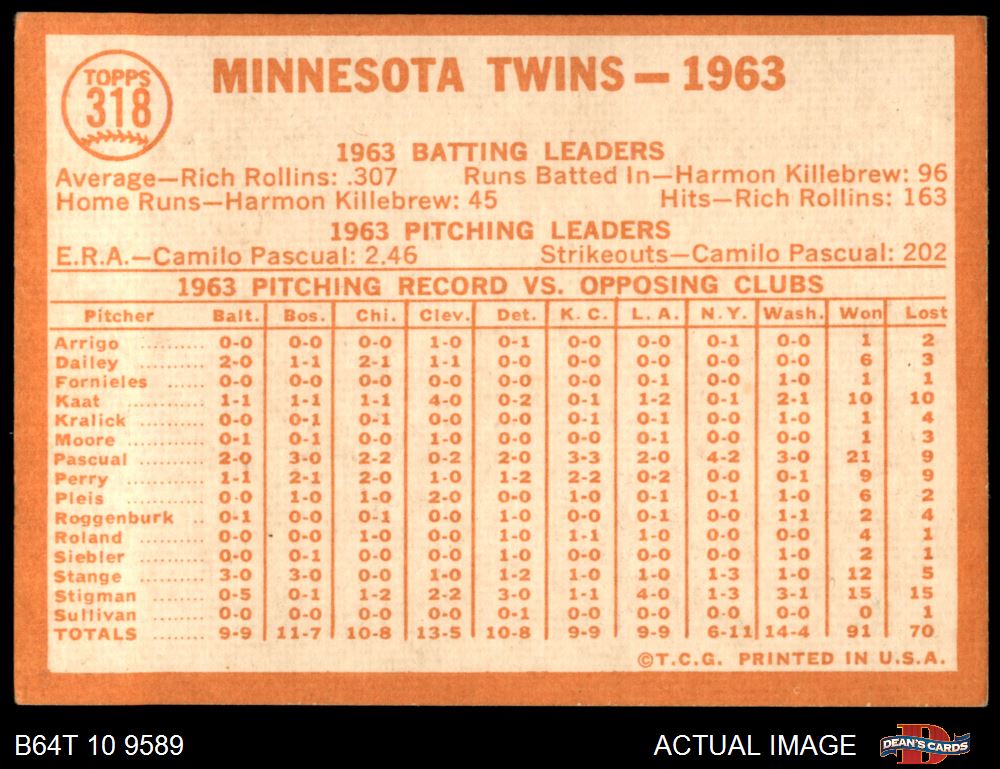 TOPPS
318
MINNESOTA TWINS — 1963
1963 BATTING LEADERS
Average—Rich Rollins: .307 Runs Batted In—Harmon Killebrew: 96
Home Runs—Harmon Killebrew: 45 Hits—Rich Rollins: 163
1963 PITCHING LEADERS
E.R.A.—Camilo Pascual: 2.46 Strikeouts—Camilo Pascual: 202
1963 PITCHING RECORD VS. OPPOSING CLUBS
Pitcher Balt. Bos. Chi. Clev. Det. K. C. L. A. N.Y. Wash. Won Lost
Arrigo .......... 0-0 0-0 0-0 1-0 0-1 0-0 0-0 0-1 0-0 1 2
Dailey .......... 2-0 1-1 2-1 1-1 0-0 0-0 0-0 0-0 0-0 6 3
Fornieles ...... 0-0 0-0 0-0 0-0 0-0 0-0 0-1 0-0 1-0 1 1
Kaat .............. 1-1 1-1 1-1 4-0 0-2 0-1 1-2 0-1 2-1 10 10
Kralick .......... 0-0 0-1 0-1 0-0 0-0 0-1 0-1 0-0 1-0 1 4
Moore .......... 0-1 0-1 0-0 1-0 0-0 0-0 0-0 0-1 0-0 1 3
Pascual ........ 2-0 3-0 2-2 0-2 2-0 3-3 2-0 4-2 3-0 21 9
Perry ............ 1-1 2-1 2-0 1-0 1-2 2-2 0-2 0-0 0-1 9 9
Pleis .............. 0-0 1-0 1-0 2-0 0-0 1-0 0-1 0-1 1-0 6 2
Roggenburk .. 0-1 0-0 0-1 0-0 1-0 0-0 0-1 0-0 1-1 2 4
Roland .......... 0-0 0-0 1-0 0-0 1-0 1-1 1-0 0-0 0-0 4 1
Siebler .......... 0-0 0-1 0-0 0-0 1-0 0-0 0-0 0-0 1-0 2 1
Stange .......... 3-0 3-0 0-0 1-0 1-2 1-0 1-0 1-3 1-0 12 5
Stigman ........ 0-5 0-1 1-2 2-2 3-0 1-1 4-0 1-3 3-1 15 15
Sullivan ........ 0-0 0-0 0-0 0-0 0-1 0-0 0-0 0-0 0-0 0 1
TOTALS ........ 9-9 11-7 10-8 13-5 10-8 9-9 9-9 6-11 14-4 91 70
©T.C.G. PRINTED IN U.S.A.
B64T 10 9589 ACTUAL IMAGE DEAN'S CARDS